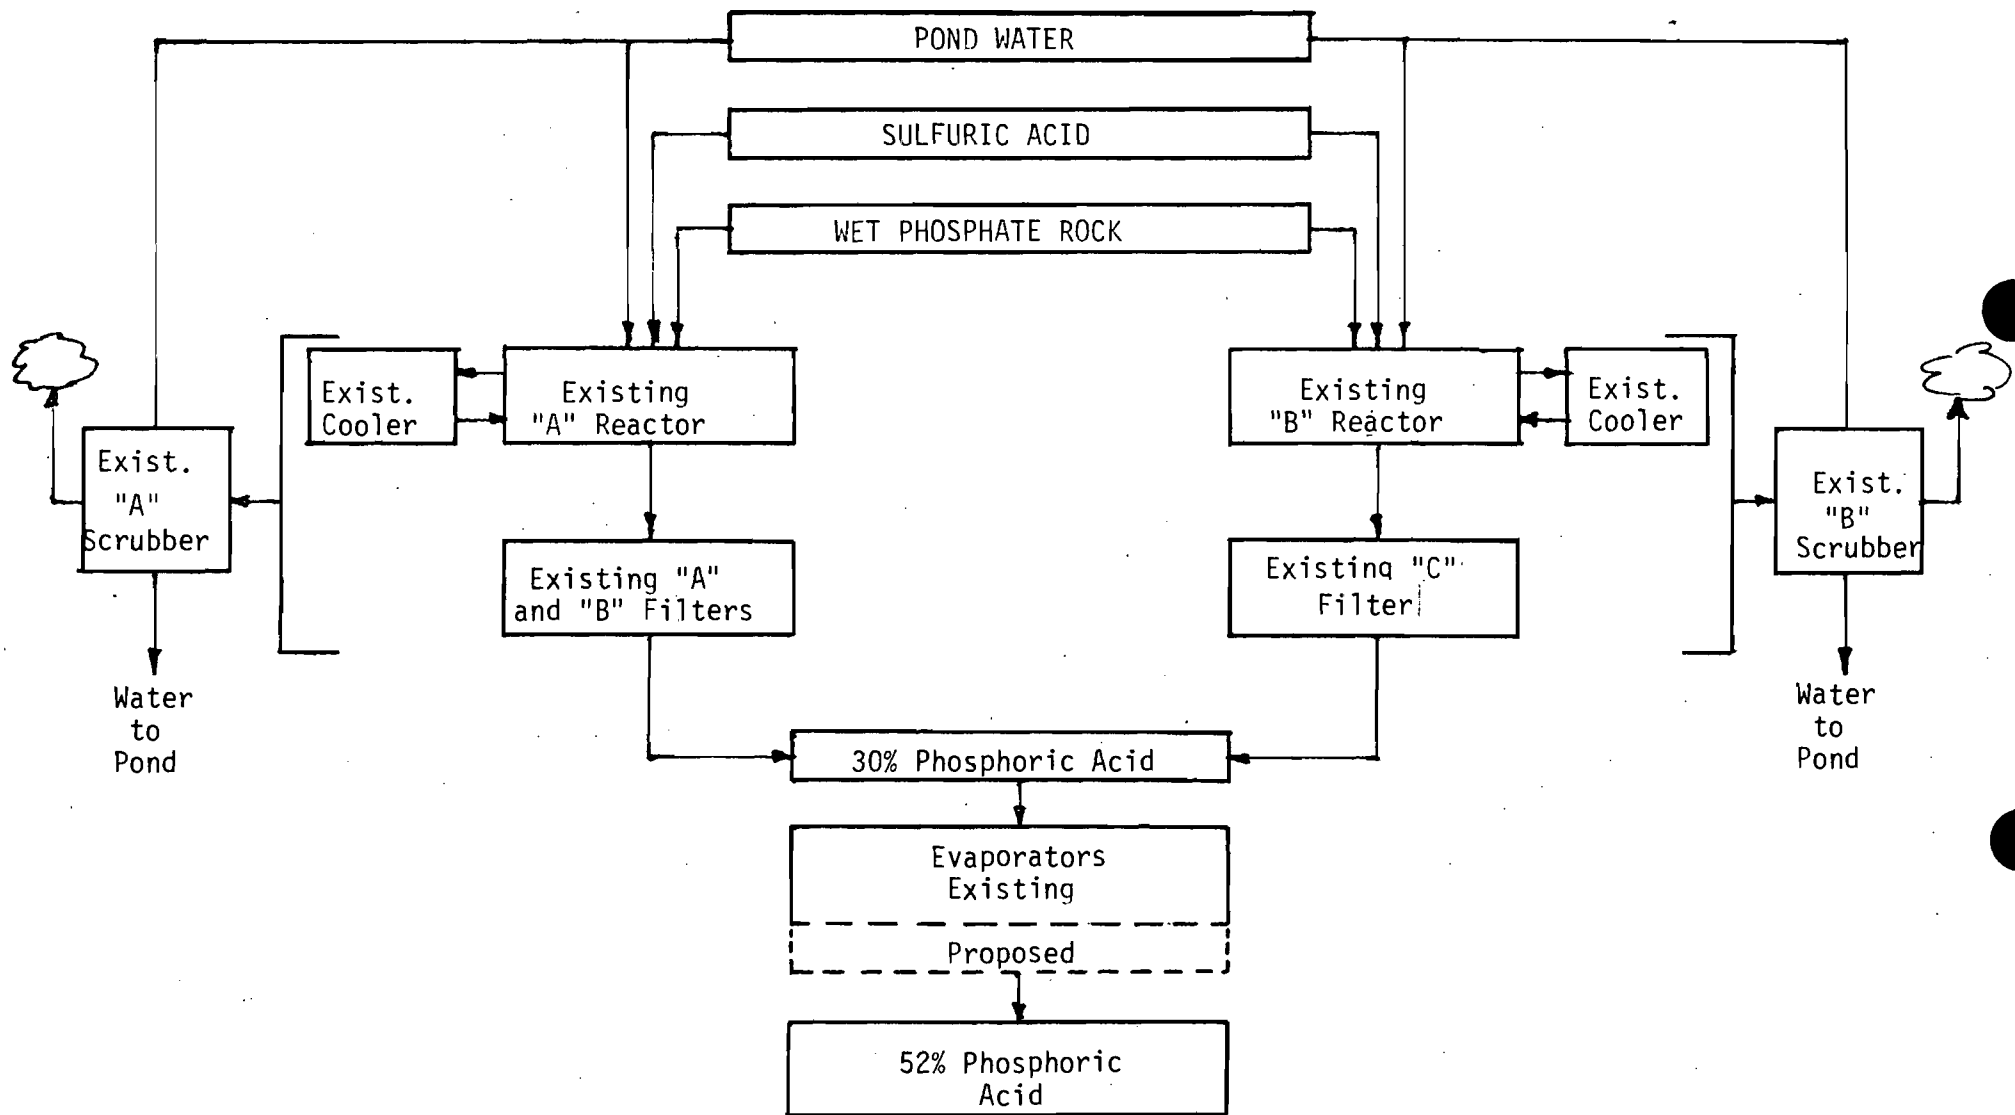 POND WATER
SULFURIC ACID
WET PHOSPHATE ROCK
Exist.
Cooler
Existing
"A" Reactor
Existing
"B" Reactor
Exist.
Cooler
Exist.
"A"
Scrubber
Exist.
"B"
Scrubber
Existing "A"
and "B" Filters
Existing "C"
Filter
Water
to
Pond
Water
to
Pond
30% Phosphoric Acid
Evaporators
Existing
Proposed
52% Phosphoric
Acid